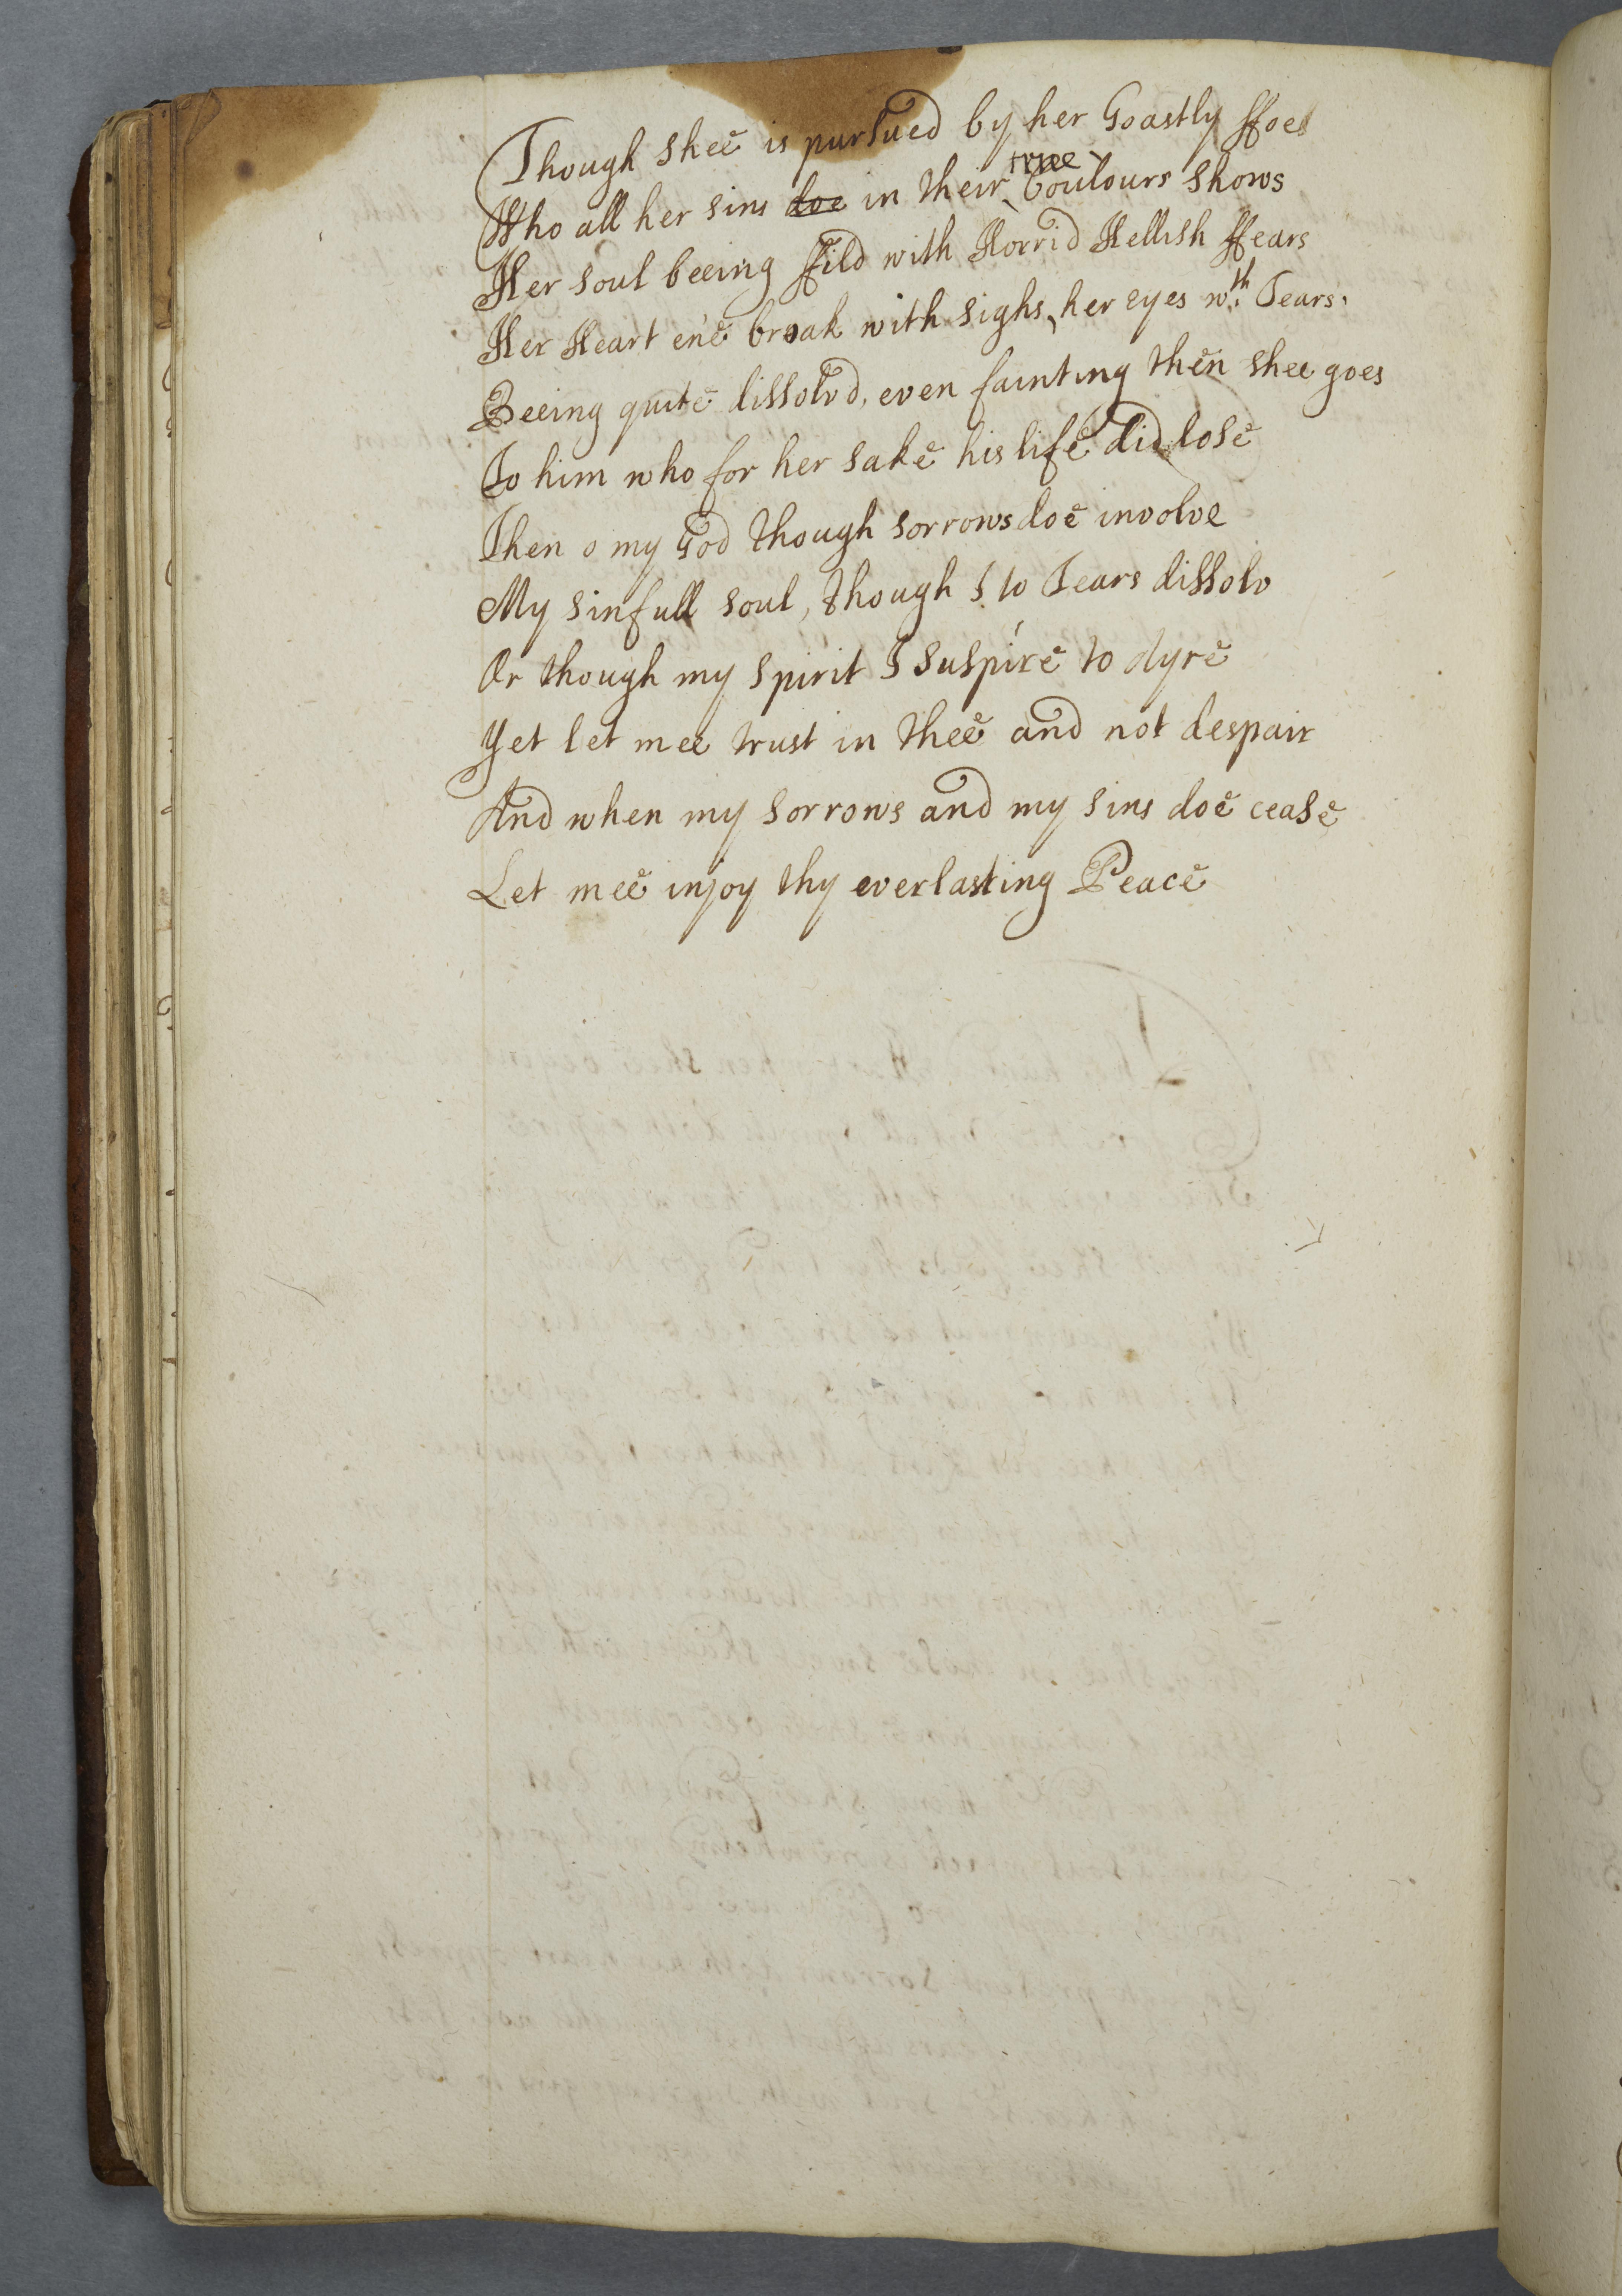 Though shee is pursued by her Goastly ffoes
Who all her sins doe in their true Coulours shows
Her soul beeing ffild with Horrid Hellish ffears
Her Heart ene break with sighs, her eyes wth Tears,
Beeing quite dissolvd, even fainting then shee goes
To him who for her sake his life did lose
Then o my God though sorrows doe involve
My sinfull soul, though I to Tears dissolv
Or though my spirit I suspire to Ayre
Yet let mee trust in thee and not despair
And when my sorrows and my sins doe cease
Let mee injoy thy everlasting Peace